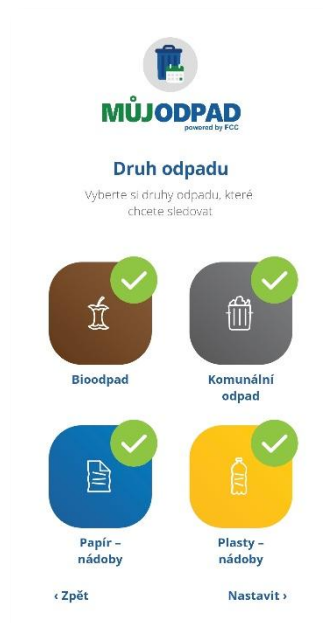 MŮJODPAD
powered by FCC
Druh odpadu
Vyberte si druhy odpadu, které
chcete sledovat
Bioodpad
Komunální
odpad
Papír –
nádoby
Plasty –
nádoby
‹ Zpět
Nastavit ›